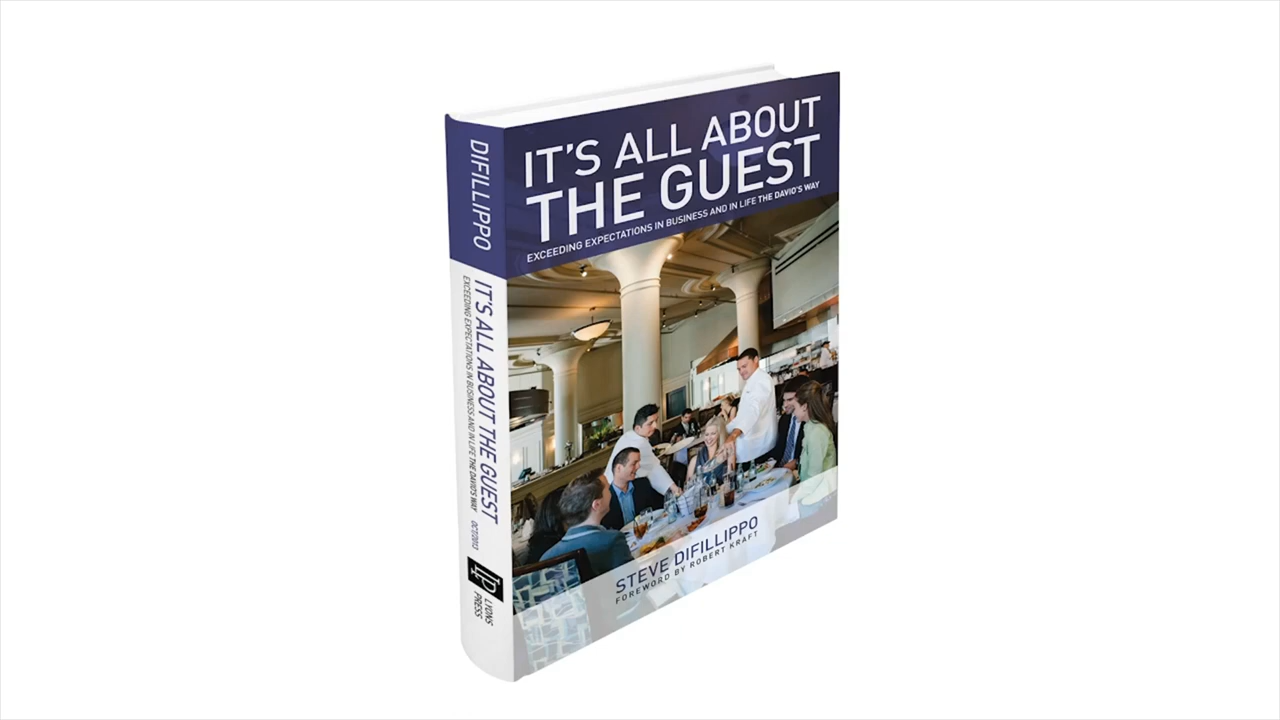 DIFILLIPPO
IT'S ALL ABOUT THE GUEST
EXCEEDING EXPECTATIONS IN BUSINESS AND IN LIFE THE DAVIO'S WAY
OCT/2013
LP
LYONS
PRESS
IT'S ALL ABOUT
THE GUEST
EXCEEDING EXPECTATIONS IN BUSINESS AND IN LIFE THE DAVIO'S WAY
STEVE DIFILLIPPO
FOREWORD BY ROBERT KRAFT